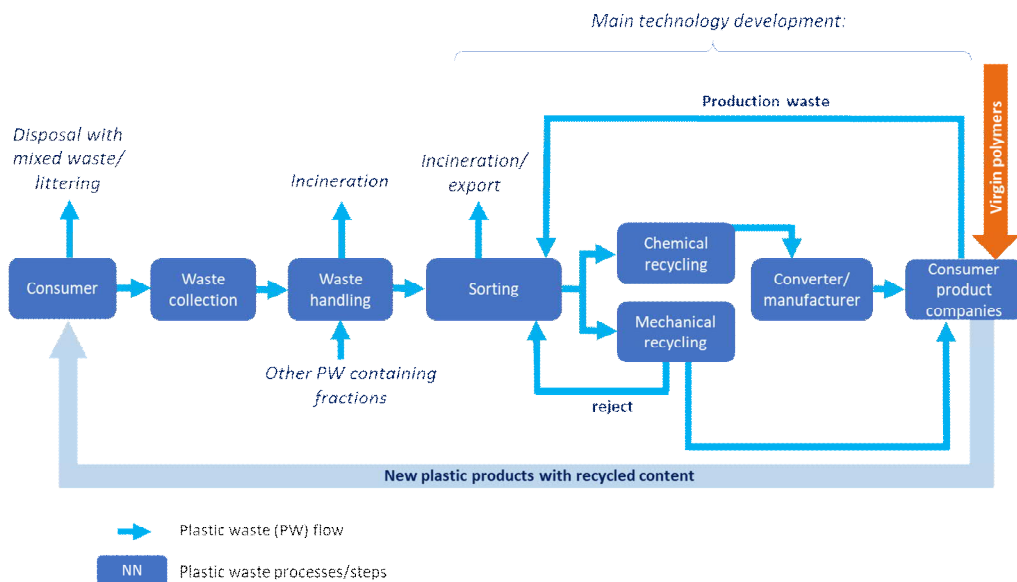 Main technology development:
Production waste
Virgin polymers
Disposal with
mixed waste/
littering
Incineration
Incineration/
export
Consumer
Waste
collection
Waste
handling
Sorting
Chemical
recycling
Mechanical
recycling
Converter/
manufacturer
Consumer
product
companies
Other PW containing
fractions
reject
New plastic products with recycled content
Plastic waste (PW) flow
NN
Plastic waste processes/steps